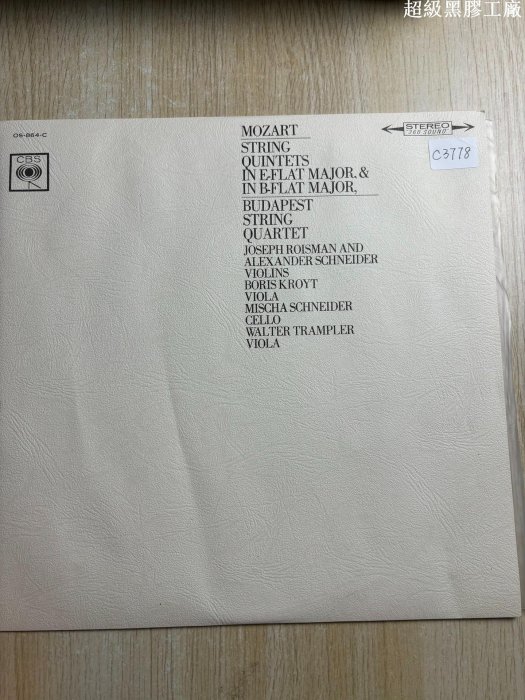 超級黑膠工廠
OS-864-C
CBS
MOZART
STRING
QUINTETS
IN E-FLAT MAJOR, &
IN B-FLAT MAJOR,
BUDAPEST
STRING
QUARTET
JOSEPH ROISMAN AND
ALEXANDER SCHNEIDER
VIOLINS
BORIS KROYT
VIOLA
MISCHA SCHNEIDER
CELLO
WALTER TRAMPLER
VIOLA
STEREO
360 SOUND
C3778